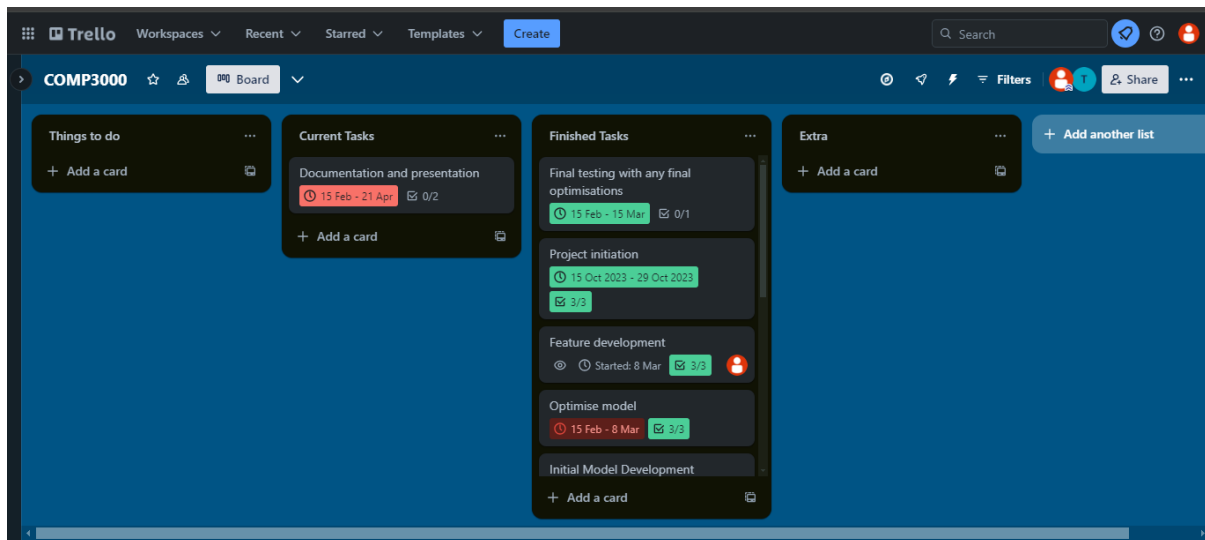 Trello Workspaces Recent Starred Templates Create Search
COMP3000 Board Filters T Share
Things to do
+ Add a card
Current Tasks
Documentation and presentation
15 Feb - 21 Apr 0/2
+ Add a card
Finished Tasks
Final testing with any final
optimisations
15 Feb - 15 Mar 0/1
Project initiation
15 Oct 2023 - 29 Oct 2023
3/3
Feature development
Started: 8 Mar 3/3
Optimise model
15 Feb - 8 Mar 3/3
Initial Model Development
+ Add a card
Extra
+ Add a card
+ Add another list